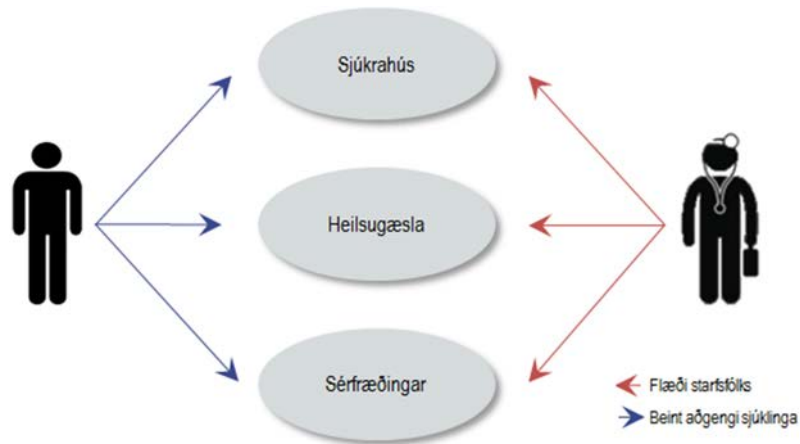 Sjúkrahús
Heilsugæsla
Sérfræðingar
Flæði starfsfólks
Beint aðgengi sjúklinga